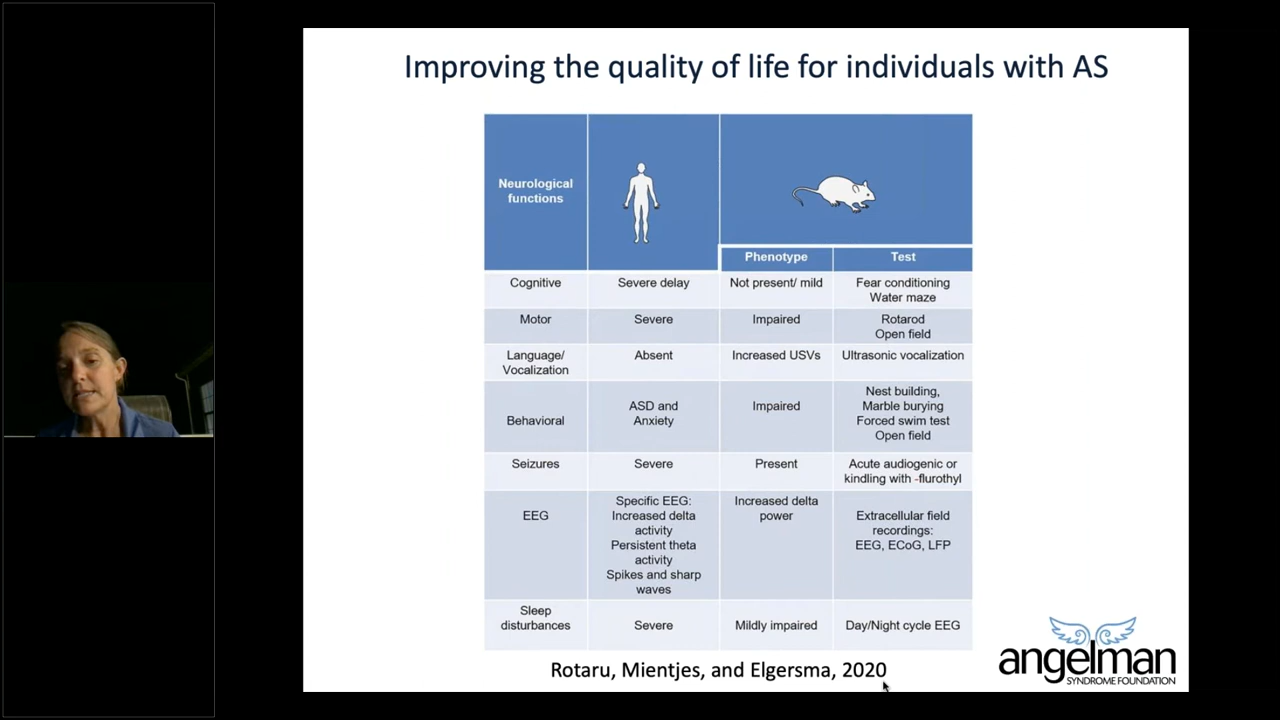 Improving the quality of life for individuals with AS
Neurological
functions
Phenotype
Test
Cognitive
Severe delay
Not present/ mild
Fear conditioning
Water maze
Motor
Severe
Impaired
Rotarod
Open field
Language/
Vocalization
Absent
Increased USVs
Ultrasonic vocalization
Behavioral
ASD and
Anxiety
Impaired
Nest building,
Marble burying
Forced swim test
Open field
Seizures
Severe
Present
Acute audiogenic or
kindling with -flurothyl
EEG
Specific EEG:
Increased delta
activity
Persistent theta
activity
Spikes and sharp
waves
Increased delta
power
Extracellular field
recordings:
EEG, ECoG, LFP
Sleep
disturbances
Severe
Mildly impaired
Day/Night cycle EEG
Rotaru, Mientjes, and Elgersma, 2020
angelman
SYNDROME FOUNDATION